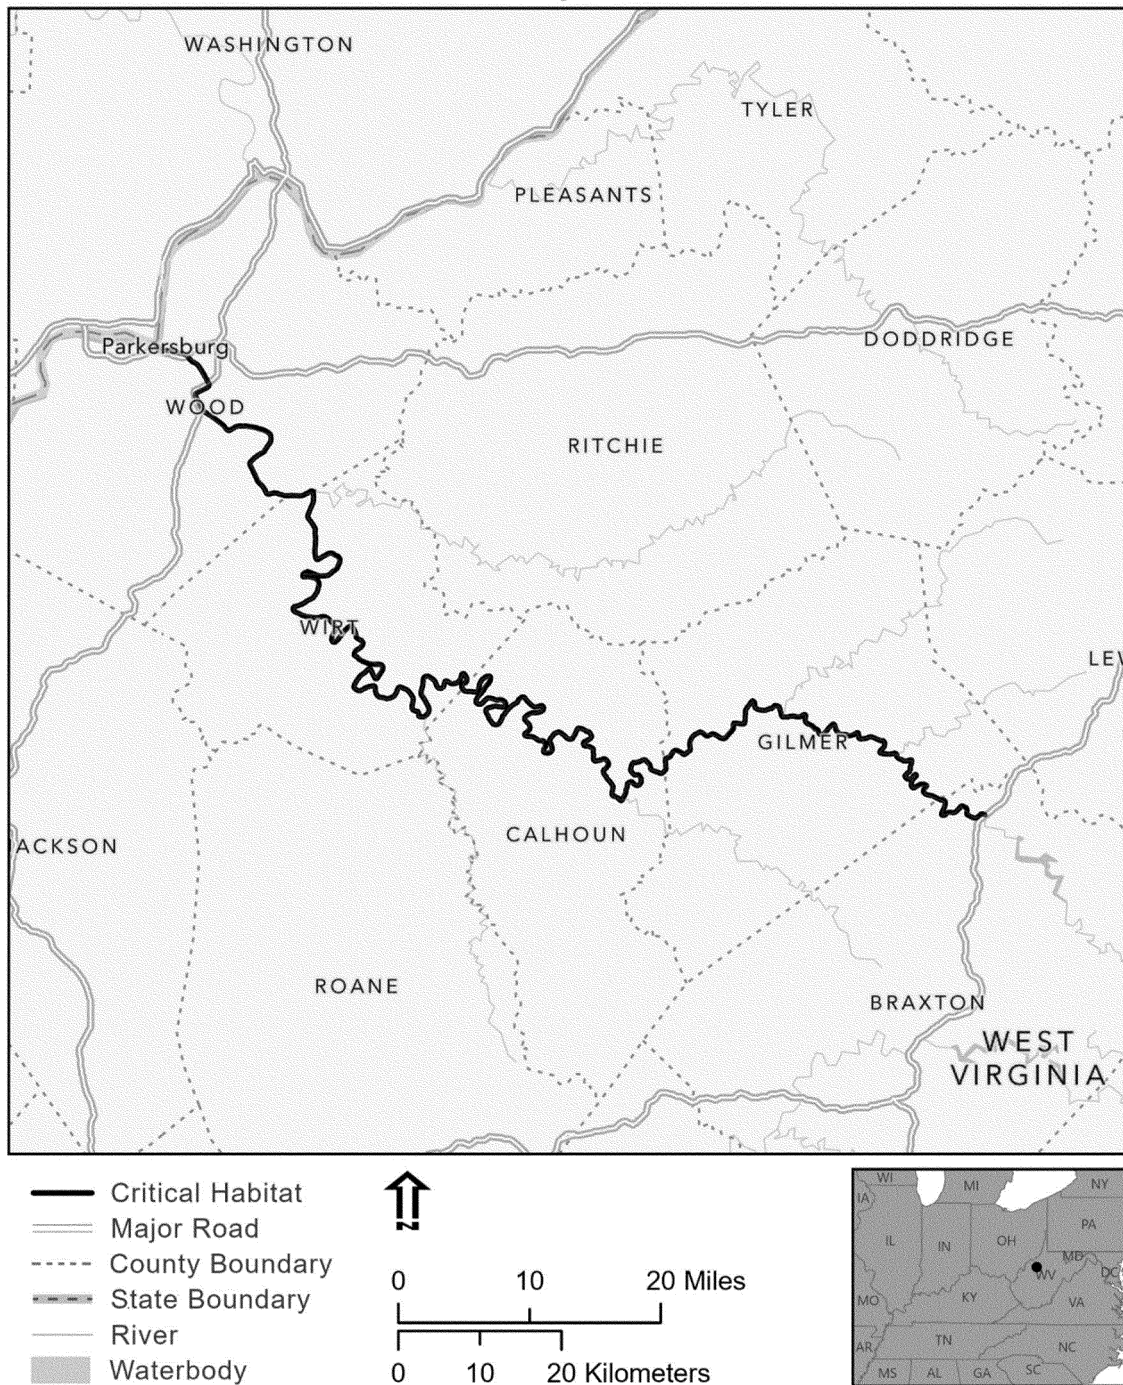 WASHINGTON
TYLER
PLEASANTS
DODDRIDGE
Parkersburg
WOOD
RITCHIE
WIRT
LEW
GILMER
CALHOUN
JACKSON
ROANE
BRAXTON
WEST
VIRGINIA
Critical Habitat
Major Road
County Boundary
State Boundary
River
Waterbody
N
0 10 20 Miles
0 10 20 Kilometers
WI
MI
NY
IA
PA
IL
IN
OH
MD
WV
DC
MO
KY
VA
AR
TN
NC
MS
AL
GA
SC